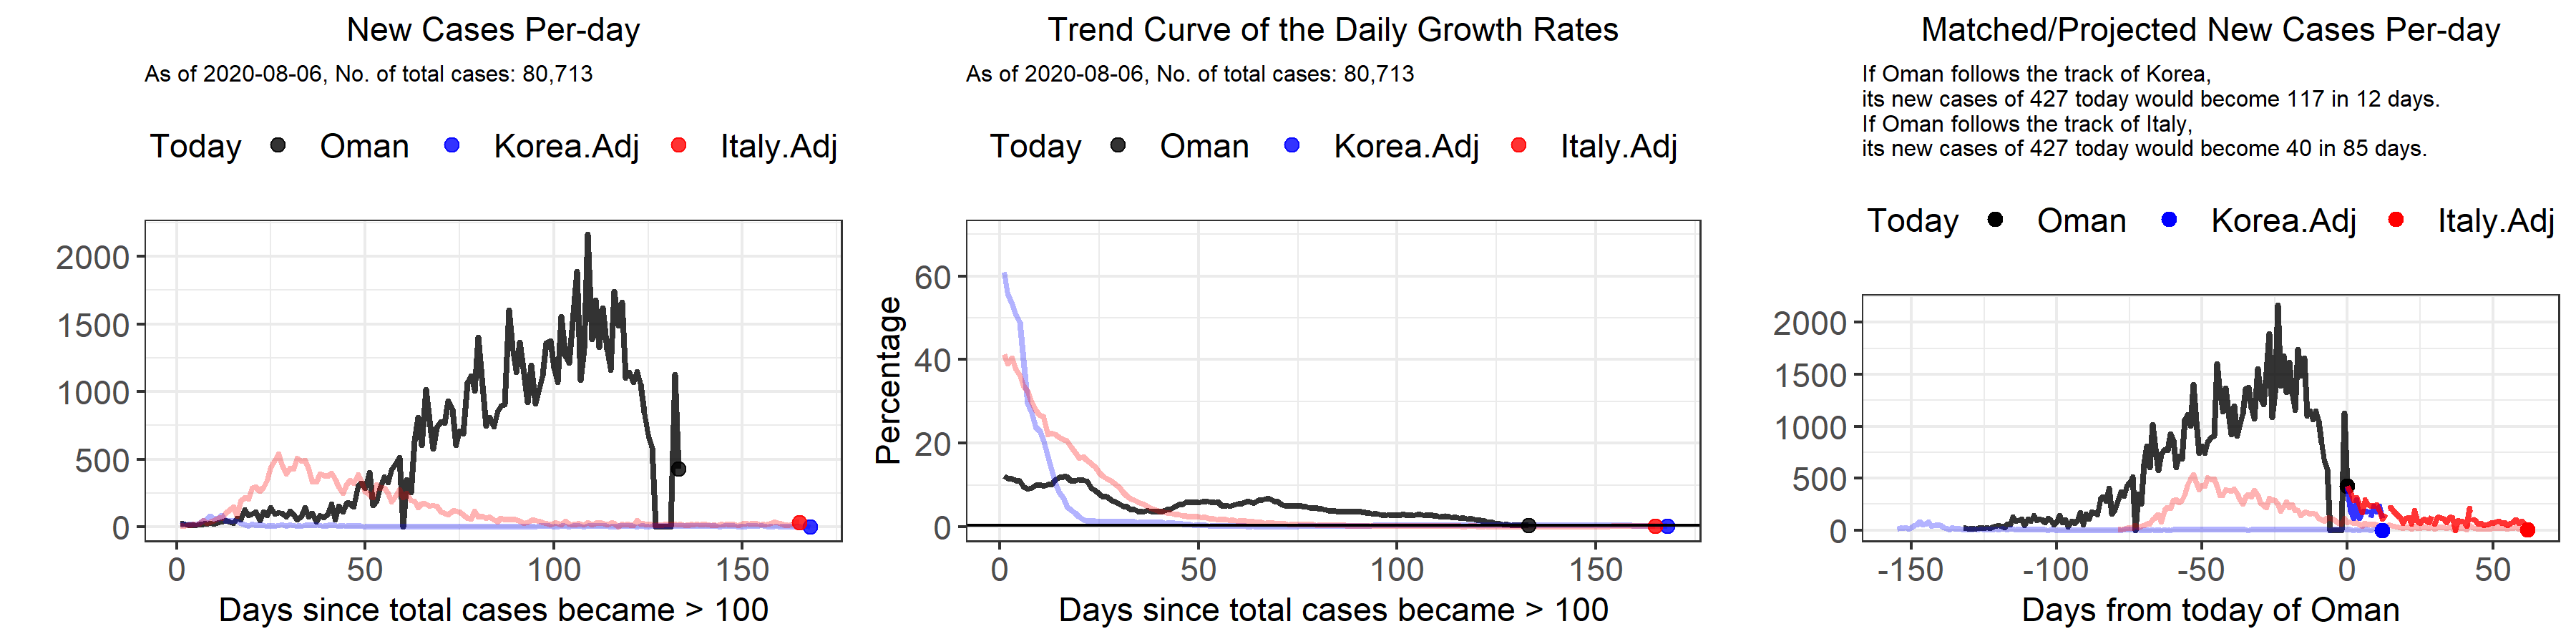 New Cases Per-day
As of 2020-08-06, No. of total cases: 80,713
Today Oman Korea.Adj Italy.Adj
2000
1500
1000
500
0
0 50 100 150
Days since total cases became > 100
Trend Curve of the Daily Growth Rates
As of 2020-08-06, No. of total cases: 80,713
Today Oman Korea.Adj Italy.Adj
Percentage
60
40
20
0
0 50 100 150
Days since total cases became > 100
Matched/Projected New Cases Per-day
If Oman follows the track of Korea,
its new cases of 427 today would become 117 in 12 days.
If Oman follows the track of Italy,
its new cases of 427 today would become 40 in 85 days.
Today Oman Korea.Adj Italy.Adj
2000
1500
1000
500
0
-150 -100 -50 0 50
Days from today of Oman